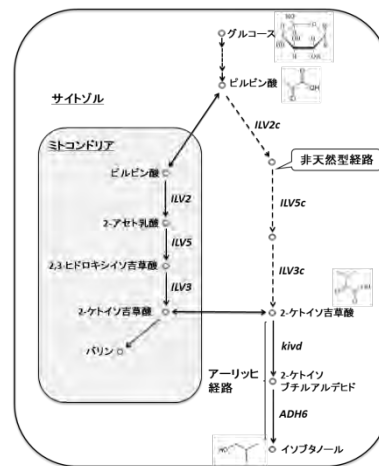 グルコース
ピルビン酸
サイトゾル
ILV2c
ミトコンドリア
非天然型経路
ピルビン酸
ILV2
ILV5c
2-アセト乳酸
ILV5
2,3-ヒドロキシイソ吉草酸
ILV3c
ILV3
2-ケトイソ吉草酸
2-ケトイソ吉草酸
kivd
バリン
アーリッヒ
経路
2-ケトイソ
ブチルアルデヒド
ADH6
イソブタノール